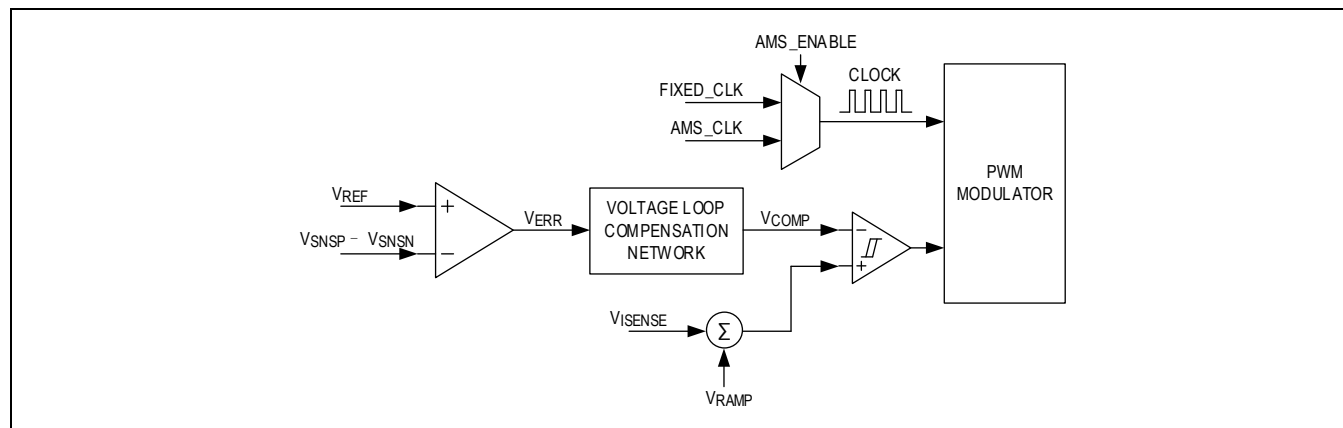 AMS_ENABLE
FIXED_CLK
CLOCK
AMS_CLK
PWM
MODULATOR
VREF
VSNSP – VSNSN
VERR
VOLTAGE LOOP
COMPENSATION
NETWORK
VCOMP
VISENSE
Σ
VRAMP